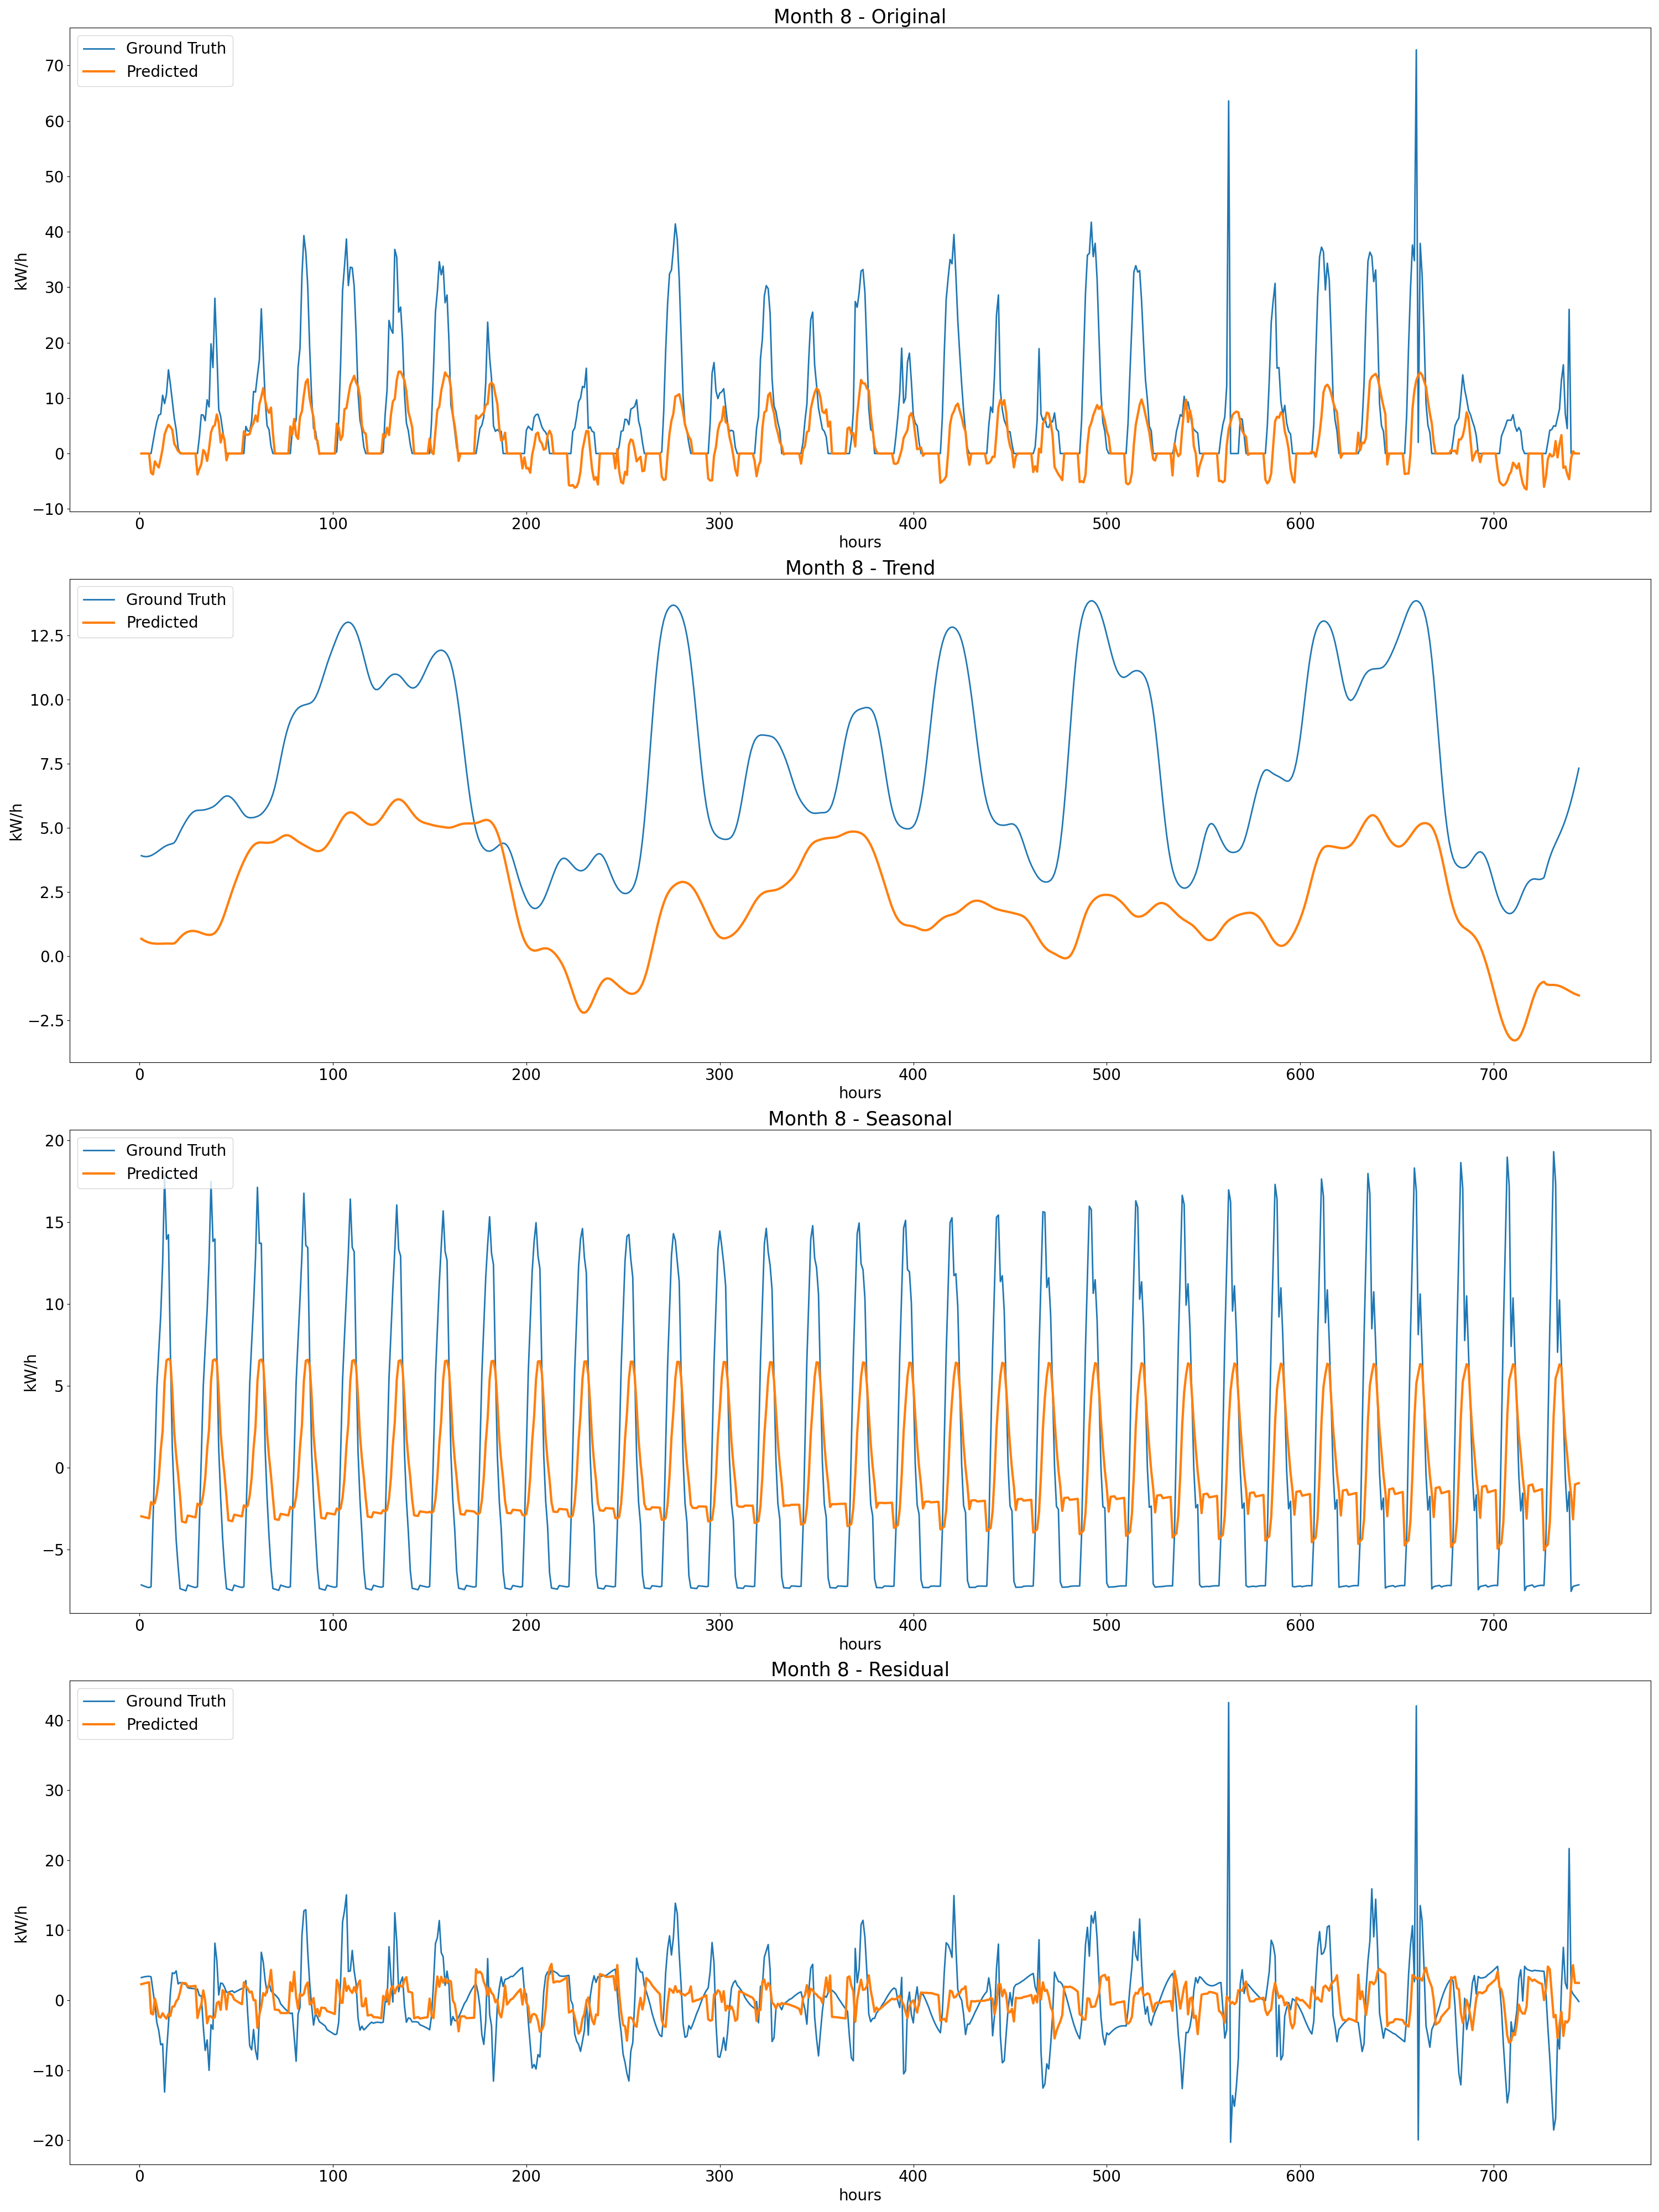 Month 8 - Original
Ground Truth
Predicted
70
60
50
40
30
20
10
0
−10
kW/h
0 100 200 300 400 500 600 700
hours
Month 8 - Trend
Ground Truth
Predicted
12.5
10.0
7.5
5.0
2.5
0.0
−2.5
kW/h
0 100 200 300 400 500 600 700
hours
Month 8 - Seasonal
Ground Truth
Predicted
20
15
10
5
0
−5
kW/h
0 100 200 300 400 500 600 700
hours
Month 8 - Residual
Ground Truth
Predicted
40
30
20
10
0
−10
−20
kW/h
0 100 200 300 400 500 600 700
hours